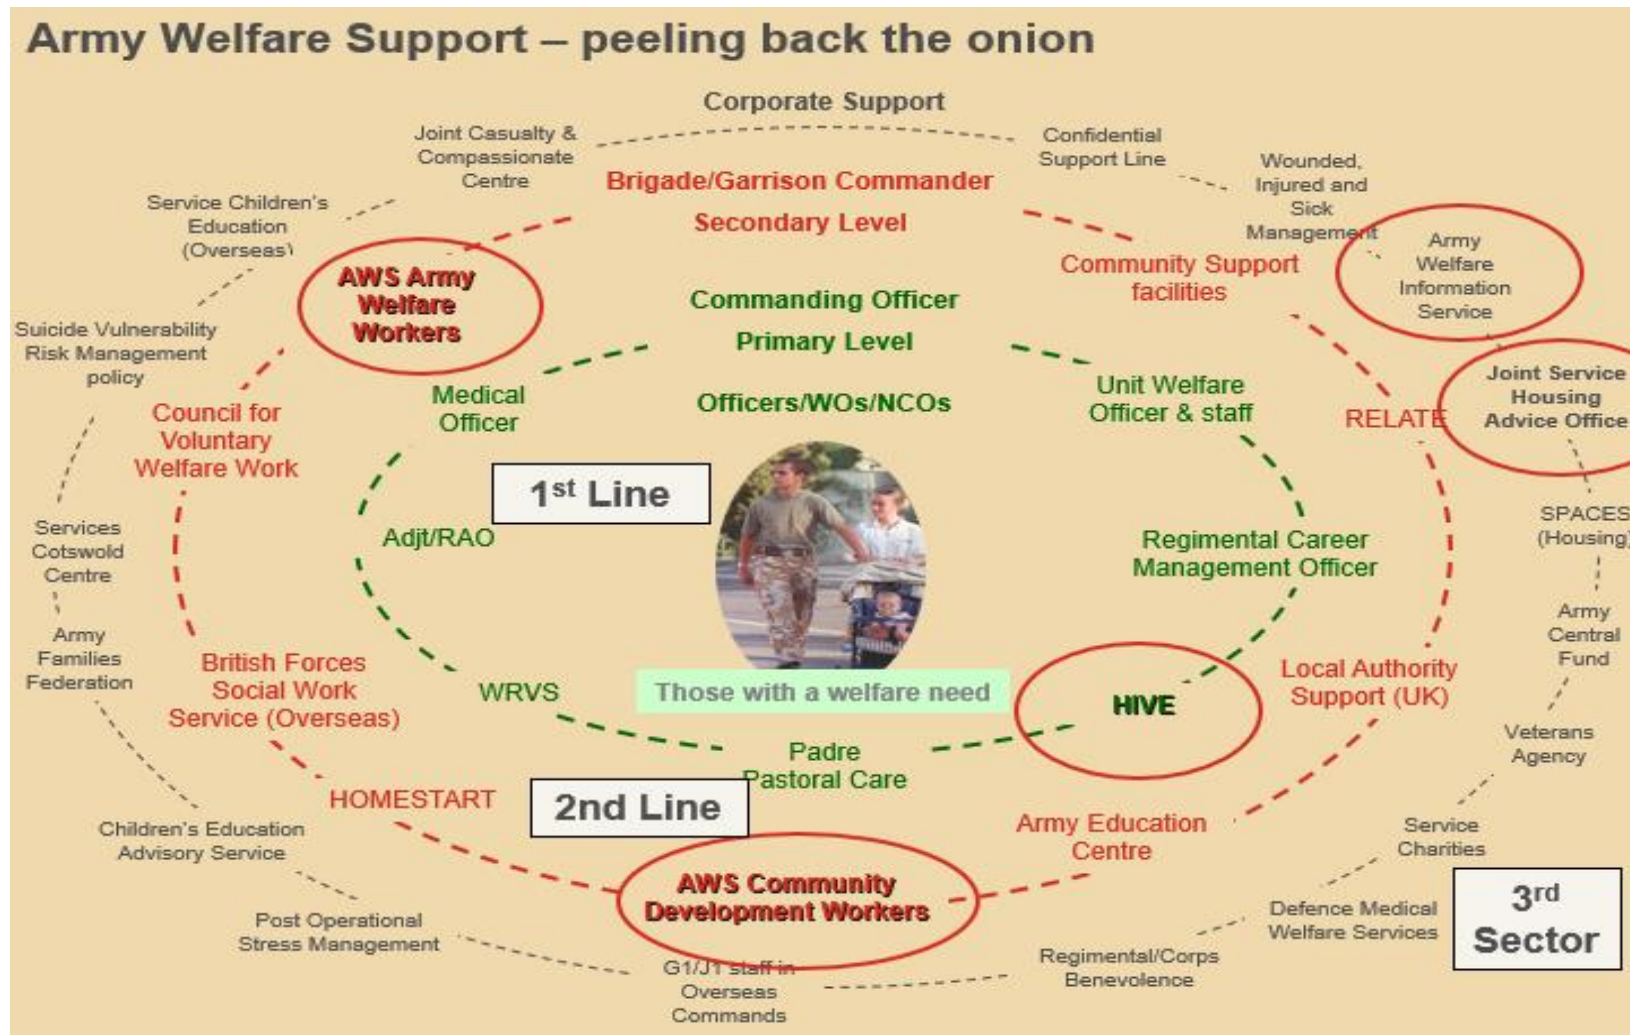 Army Welfare Support – peeling back the onion
Corporate Support
Joint Casualty &
Compassionate
Centre
Confidential
Support Line
Wounded,
Injured and
Sick
Management
Brigade/Garrison Commander
Secondary Level
Service Children's
Education
(Overseas)
Army
Welfare
Information
Service
AWS Army
Welfare
Workers
Community Support
facilities
Commanding Officer
Primary Level
Suicide Vulnerability
Risk Management
policy
Joint Service
Housing
Advice Office
Medical
Officer
Officers/WOs/NCOs
Unit Welfare
Officer & staff
RELATE
Council for
Voluntary
Welfare Work
1st Line
Services
Cotswold
Centre
Adjt/RAO
Regimental Career
Management Officer
SPACES
(Housing)
Army
Families
Federation
Army
Central
Fund
British Forces
Social Work
Service (Overseas)
WRVS
Those with a welfare need
HIVE
Local Authority
Support (UK)
Veterans
Agency
Padre
Pastoral Care
HOMESTART
2nd Line
Children's Education
Advisory Service
Army Education
Centre
Service
Charities
AWS Community
Development Workers
3rd
Sector
Post Operational
Stress Management
Defence Medical
Welfare Services
G1/J1 staff in
Overseas
Commands
Regimental/Corps
Benevolence